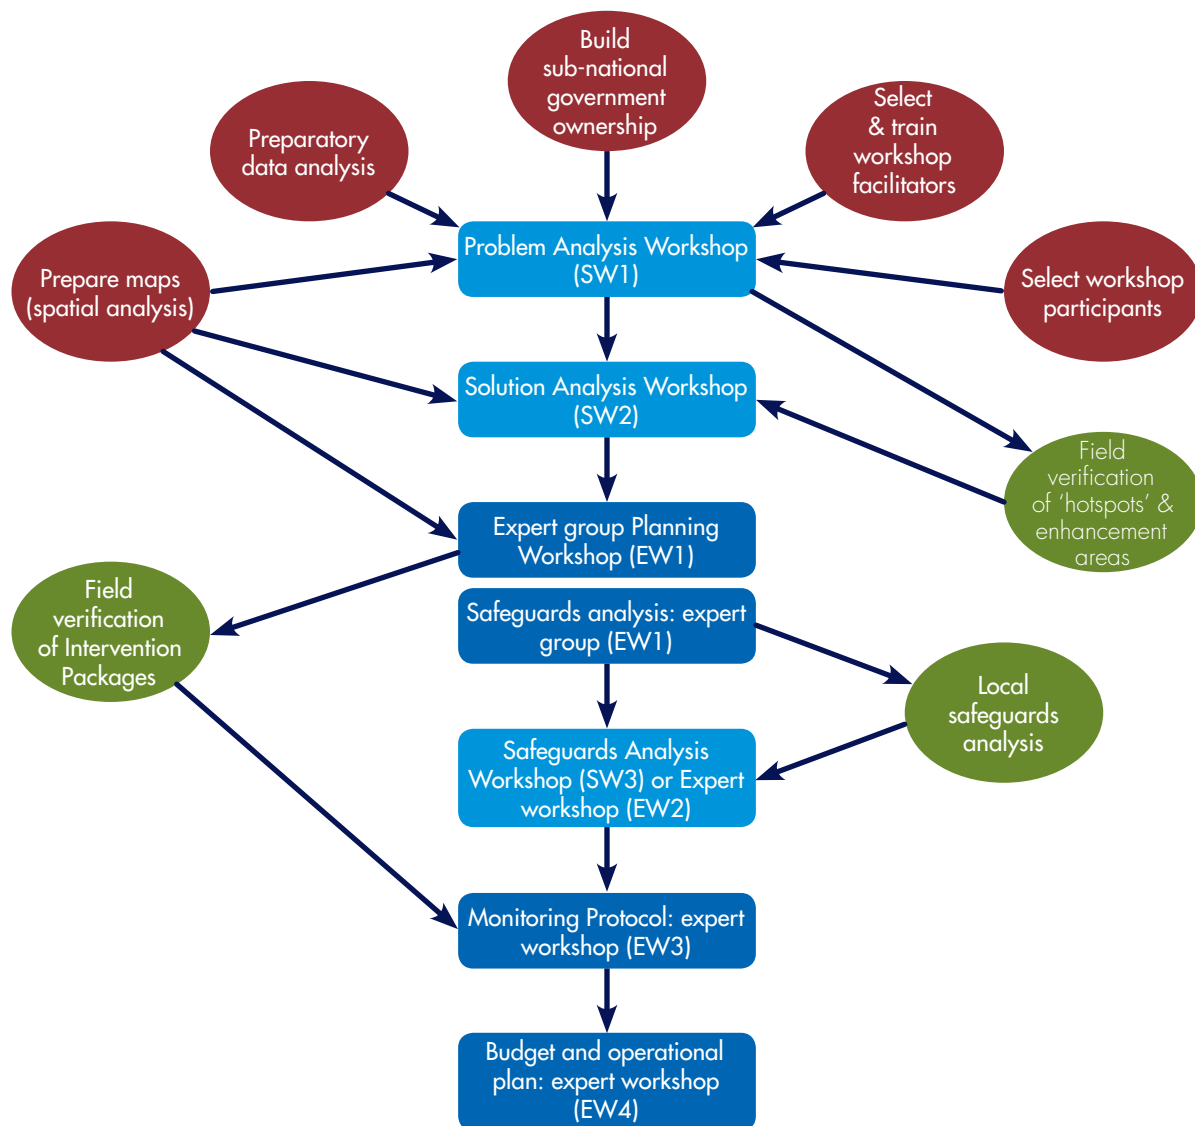 Build
sub-national
government
ownership
Preparatory
data analysis
Select
& train
workshop
facilitators
Problem Analysis Workshop
(SW1)
Prepare maps
(spatial analysis)
Select workshop
participants
Solution Analysis Workshop
(SW2)
Field
verification
of ‘hotspots’ &
enhancement
areas
Expert group Planning
Workshop (EW1)
Field
verification
of Intervention
Packages
Safeguards analysis: expert
group (EW1)
Local
safeguards
analysis
Safeguards Analysis
Workshop (SW3) or Expert
workshop (EW2)
Monitoring Protocol: expert
workshop (EW3)
Budget and operational
plan: expert workshop
(EW4)